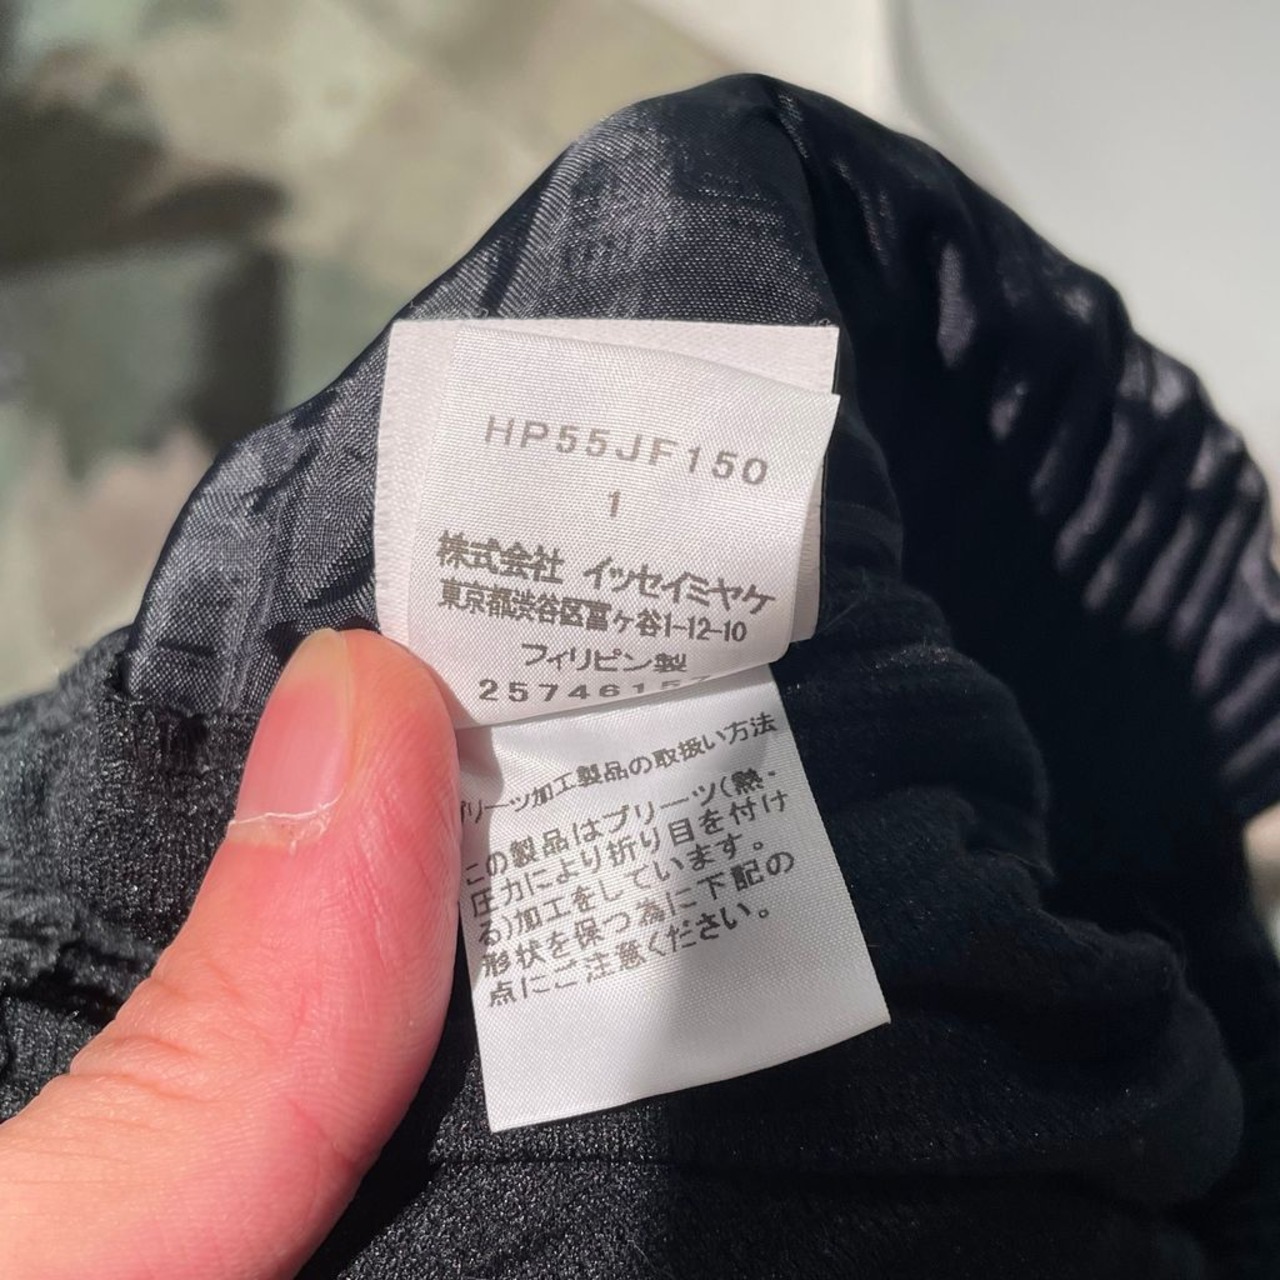 HP55JF150
1
株式会社 イッセイミヤケ
東京都渋谷区富ヶ谷1-12-10
フィリピン製
2574615
プリーツ加工製品の取扱い方法
この製品はプリーツ(熱・
圧力により折り目を付け
る)加工をしています。
形状を保つ為に下記の
点にご注意ください。